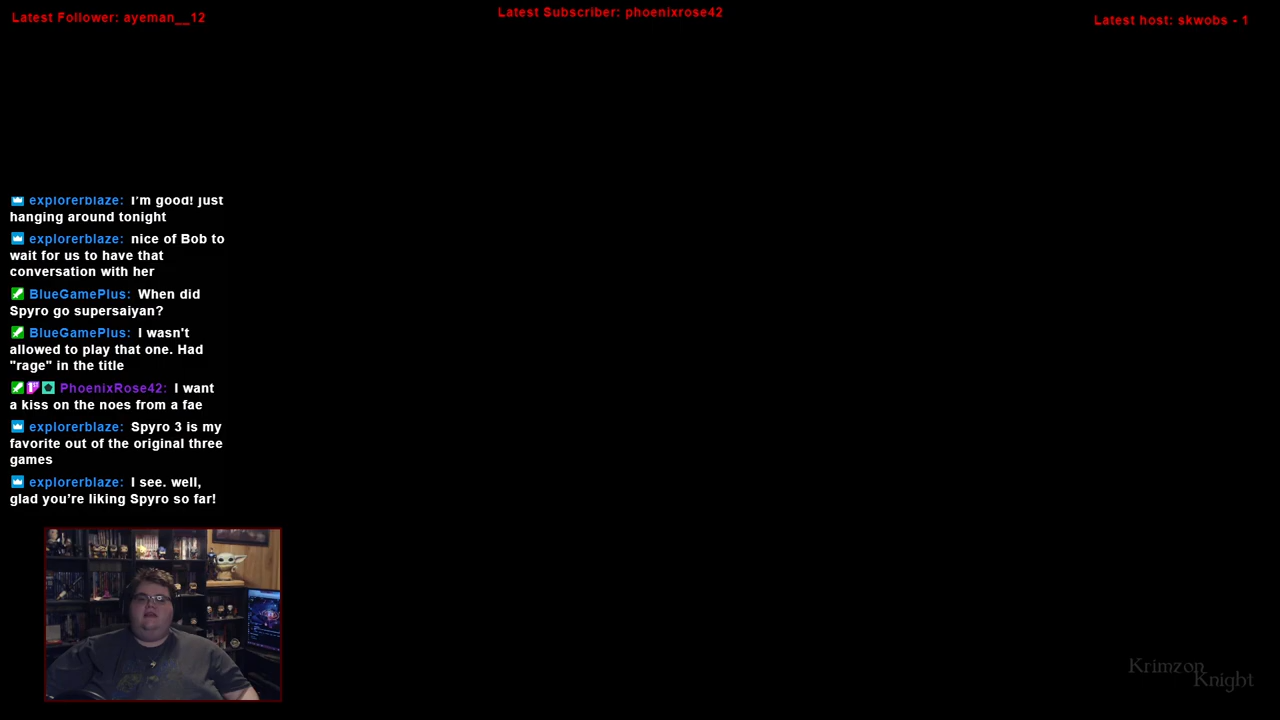 Latest Follower: ayeman__12
Latest Subscriber: phoenixrose42
Latest host: skwobs - 1
explorerblaze: I'm good! just
hanging around tonight
explorerblaze: nice of Bob to
wait for us to have that
conversation with her
BlueGamePlus: When did
Spyro go supersaiyan?
BlueGamePlus: I wasn't
allowed to play that one. Had
"rage" in the title
PhoenixRose42: I want
a kiss on the noes from a fae
explorerblaze: Spyro 3 is my
favorite out of the original three
games
explorerblaze: I see. well,
glad you're liking Spyro so far!
Krimzon
Knight